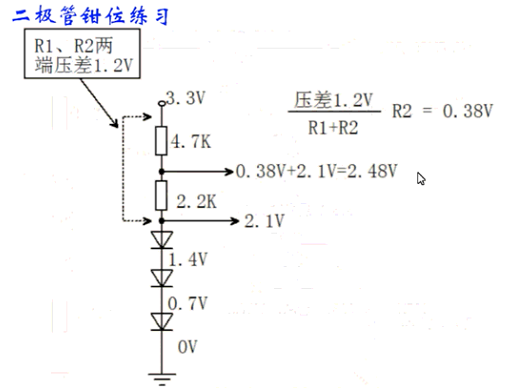 二极管钳位练习
R1、R2两
端压差1.2V
3.3V
压差1.2V
R1+R2
R2 = 0.38V
4.7K
0.38V+2.1V=2.48V
2.2K
2.1V
1.4V
0.7V
0V